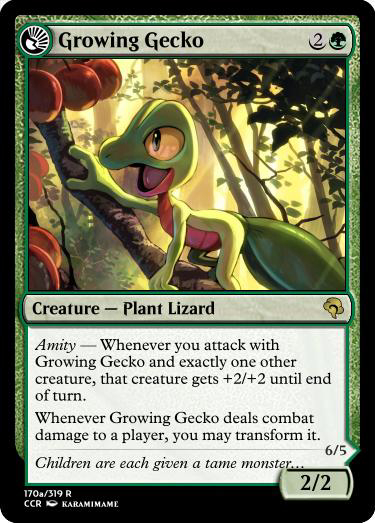 Growing Gecko 2
Creature — Plant Lizard
Amity — Whenever you attack with
Growing Gecko and exactly one other
creature, that creature gets +2/+2 until end
of turn.
Whenever Growing Gecko deals combat
damage to a player, you may transform it.
6/5
Children are each given a tame monster…
2/2
170a/319 R
CCR KARAMIMAME